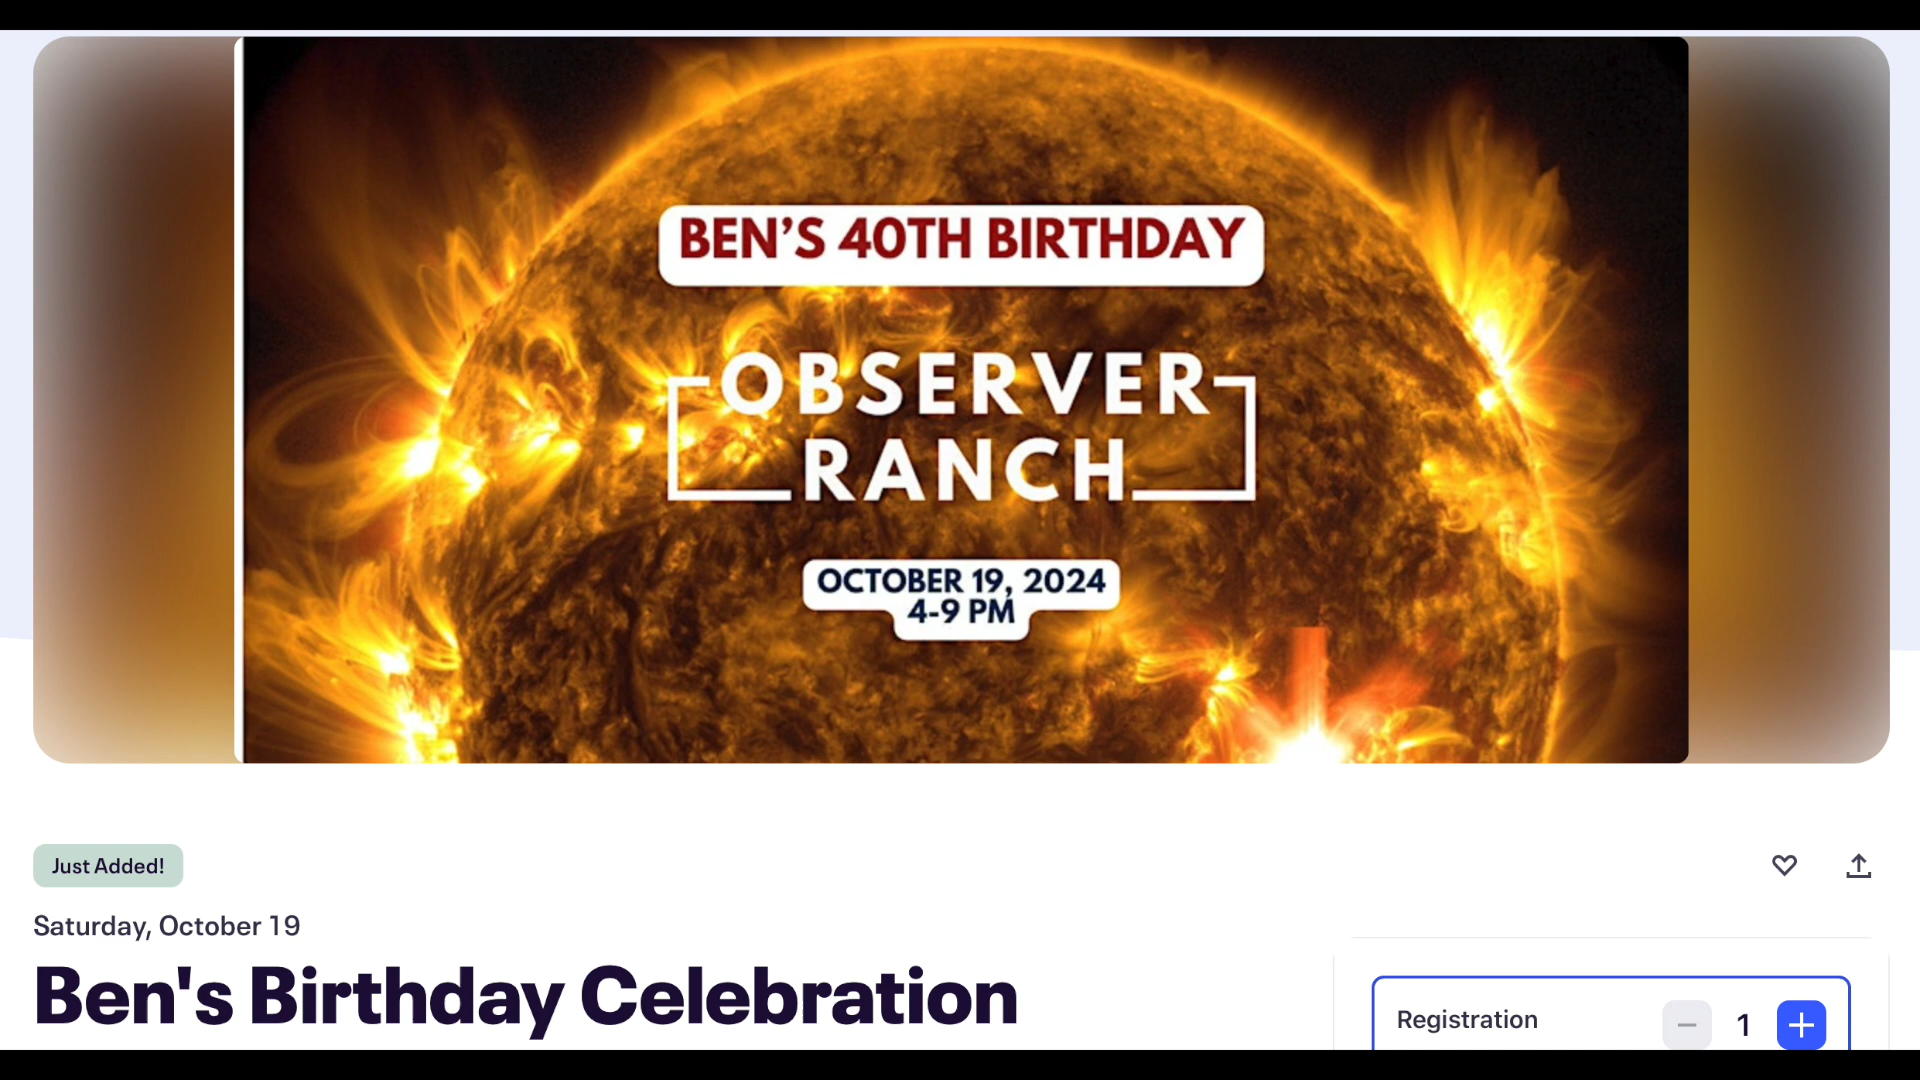 BEN’S 40TH BIRTHDAY
OBSERVER
RANCH
OCTOBER 19, 2024
4-9 PM
Just Added!
Saturday, October 19
Ben's Birthday Celebration
Registration
1